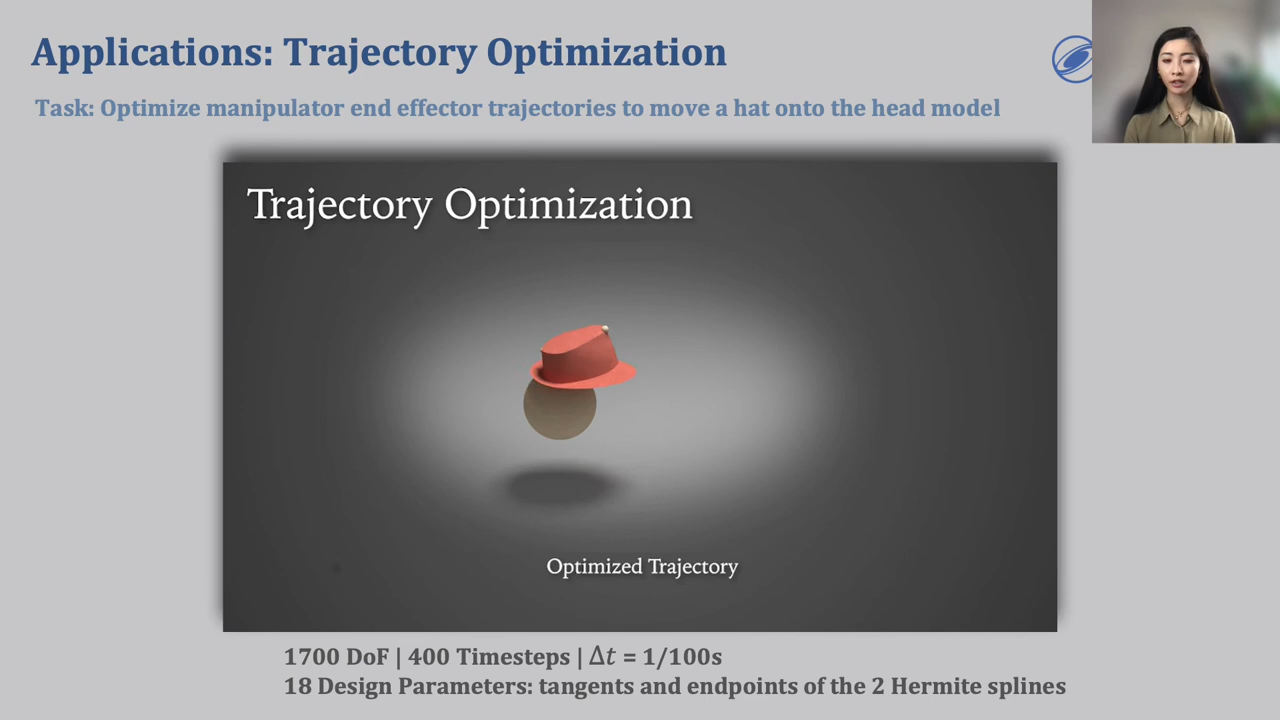 Applications: Trajectory Optimization
Task: Optimize manipulator end effector trajectories to move a hat onto the head model
Trajectory Optimization
Optimized Trajectory
1700 DoF | 400 Timesteps | Δt = 1/100s
18 Design Parameters: tangents and endpoints of the 2 Hermite splines